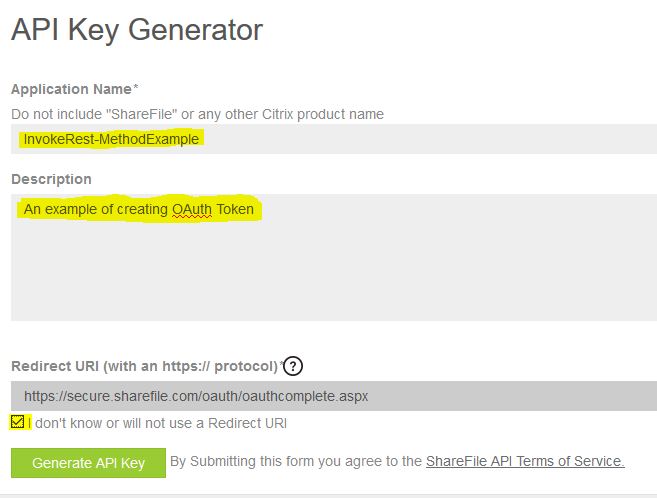 API Key Generator
Application Name*
Do not include "ShareFile" or any other Citrix product name
InvokeRest-MethodExample
Description
An example of creating OAuth Token
Redirect URI (with an https:// protocol)* ?
https://secure.sharefile.com/oauth/oauthcomplete.aspx
I don't know or will not use a Redirect URI
Generate API Key By Submitting this form you agree to the ShareFile API Terms of Service.